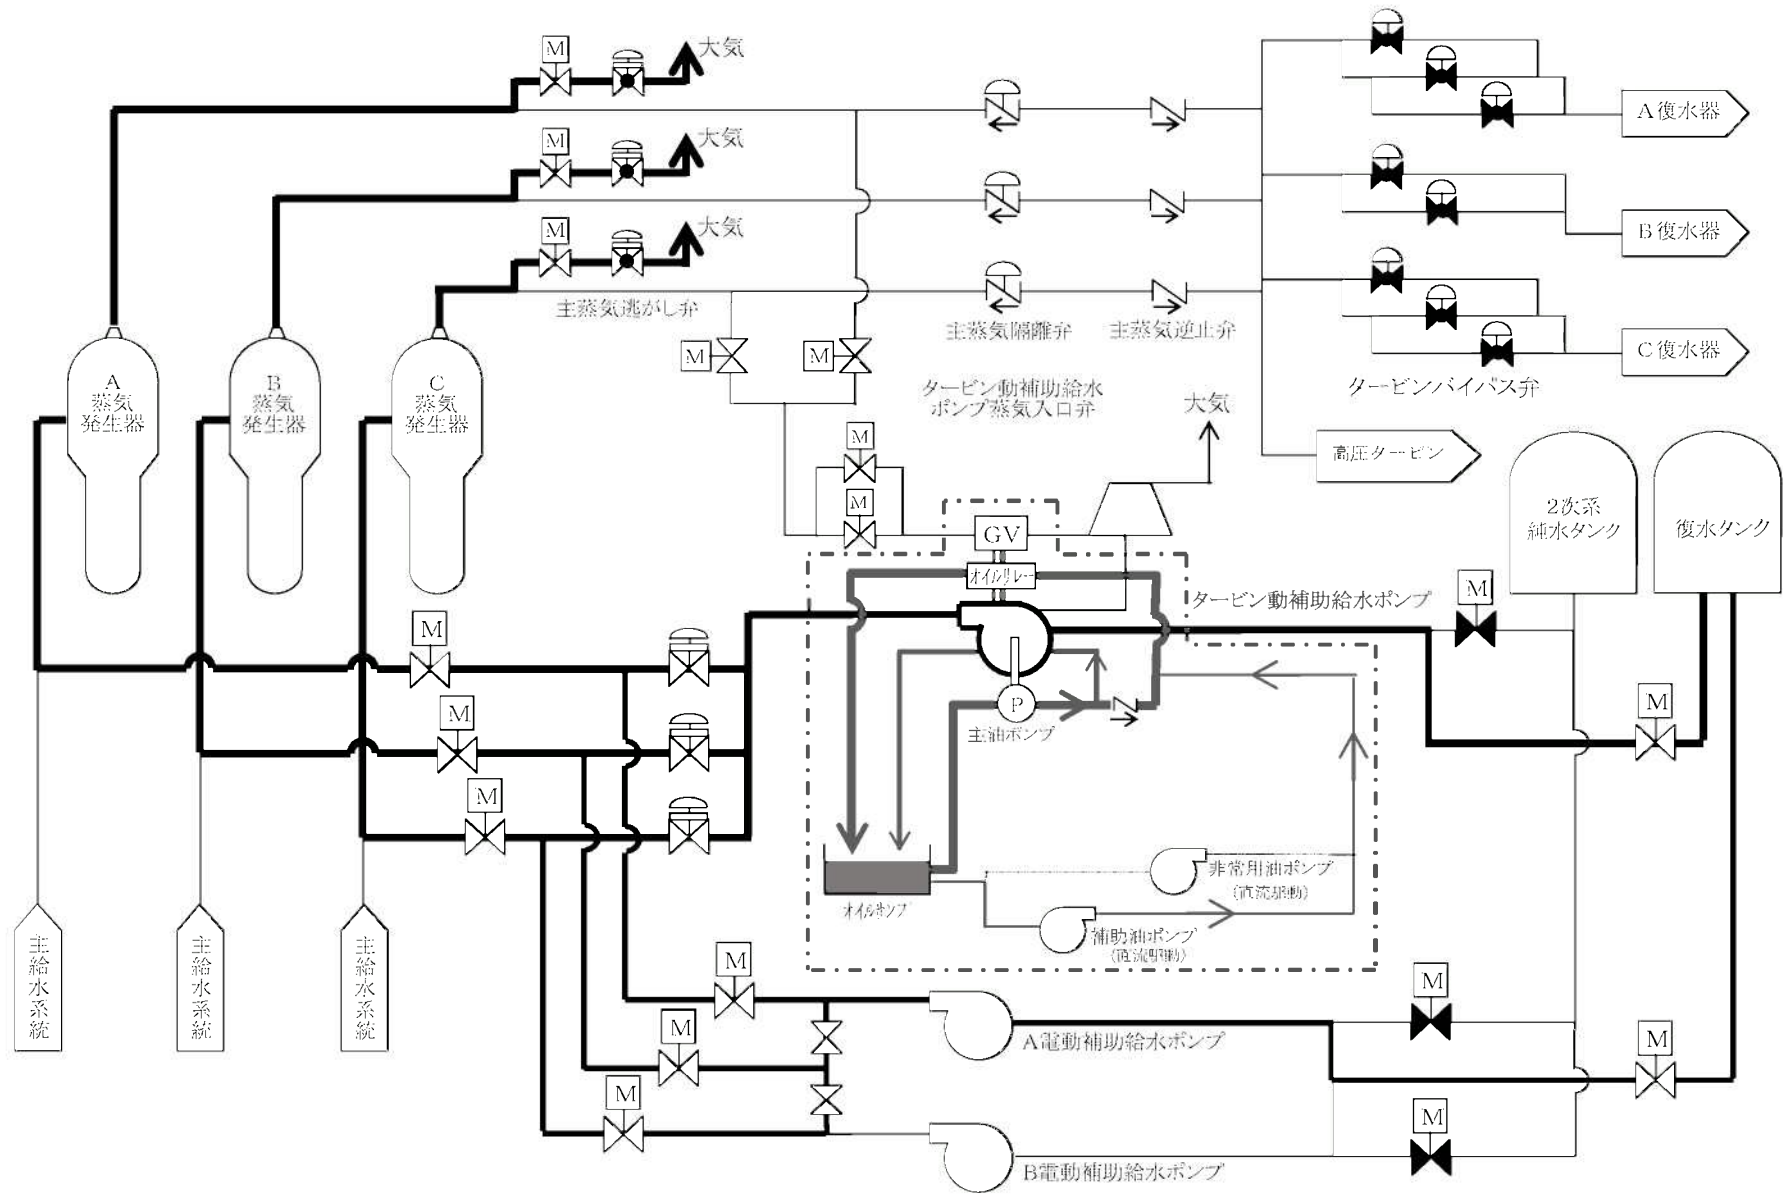 M
大気
M
大気
M
大気
A復水器
B復水器
C復水器
主蒸気逃がし弁
主蒸気隔離弁
主蒸気逆止弁
タービンバイパス弁
M
M
タービン動補助給水
ポンプ蒸気入口弁
大気
高圧タービン
A
蒸気
発生器
B
蒸気
発生器
C
蒸気
発生器
M
M
GV
オイルリレー
2次系
純水タンク
復水タンク
タービン動補助給水ポンプ
M
M
M
M
M
P
主油ポンプ
オイルサンプ
非常用油ポンプ
(直流駆動)
補助油ポンプ
(直流駆動)
主給水系統
主給水系統
主給水系統
M
M
M
A電動補助給水ポンプ
B電動補助給水ポンプ
M
M
M